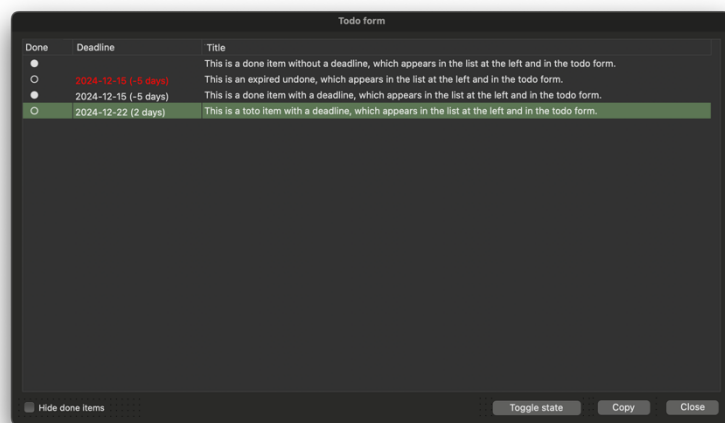 Todo form
Done Deadline Title
This is a done item without a deadline, which appears in the list at the left and in the todo form.
2024-12-15 (-5 days) This is an expired undone, which appears in the list at the left and in the todo form.
2024-12-15 (-5 days) This is a done item with a deadline, which appears in the list at the left and in the todo form.
2024-12-22 (2 days) This is a toto item with a deadline, which appears in the list at the left and in the todo form.
Hide done items Toggle state Copy Close